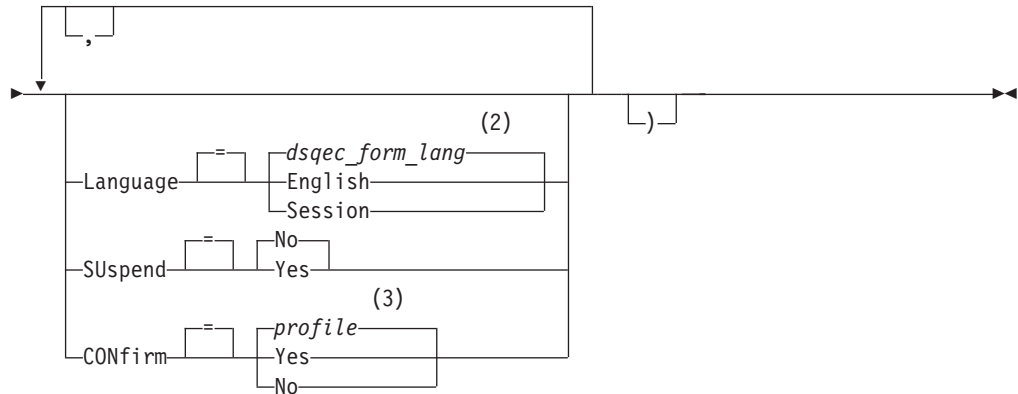 ,
)
(2)
= dsqec_form_lang
Language English
Session
= No
SUspend Yes
(3)
= profile
CONfirm Yes
No